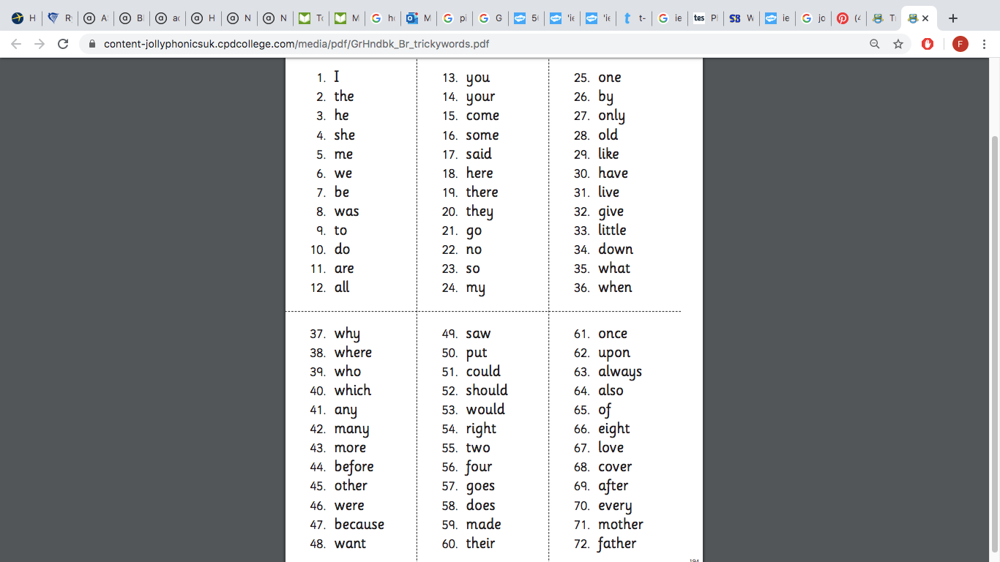 H
Ry
A
B
ac
H
N
N
To
M
ho
M
pi
G
50
'ie
'ie
t-
ie
tes
Pl
SB
W
ie
jo
(4
Tr
content-jollyphonicsuk.cpdcollege.com/media/pdf/GrHndbk_Br_trickywords.pdf
F
1. I
2. the
3. he
4. she
5. me
6. we
7. be
8. was
9. to
10. do
11. are
12. all
13. you
14. your
15. come
16. some
17. said
18. here
19. there
20. they
21. go
22. no
23. so
24. my
25. one
26. by
27. only
28. old
29. like
30. have
31. live
32. give
33. little
34. down
35. what
36. when
37. why
38. where
39. who
40. which
41. any
42. many
43. more
44. before
45. other
46. were
47. because
48. want
49. saw
50. put
51. could
52. should
53. would
54. right
55. two
56. four
57. goes
58. does
59. made
60. their
61. once
62. upon
63. always
64. also
65. of
66. eight
67. love
68. cover
69. after
70. every
71. mother
72. father
194